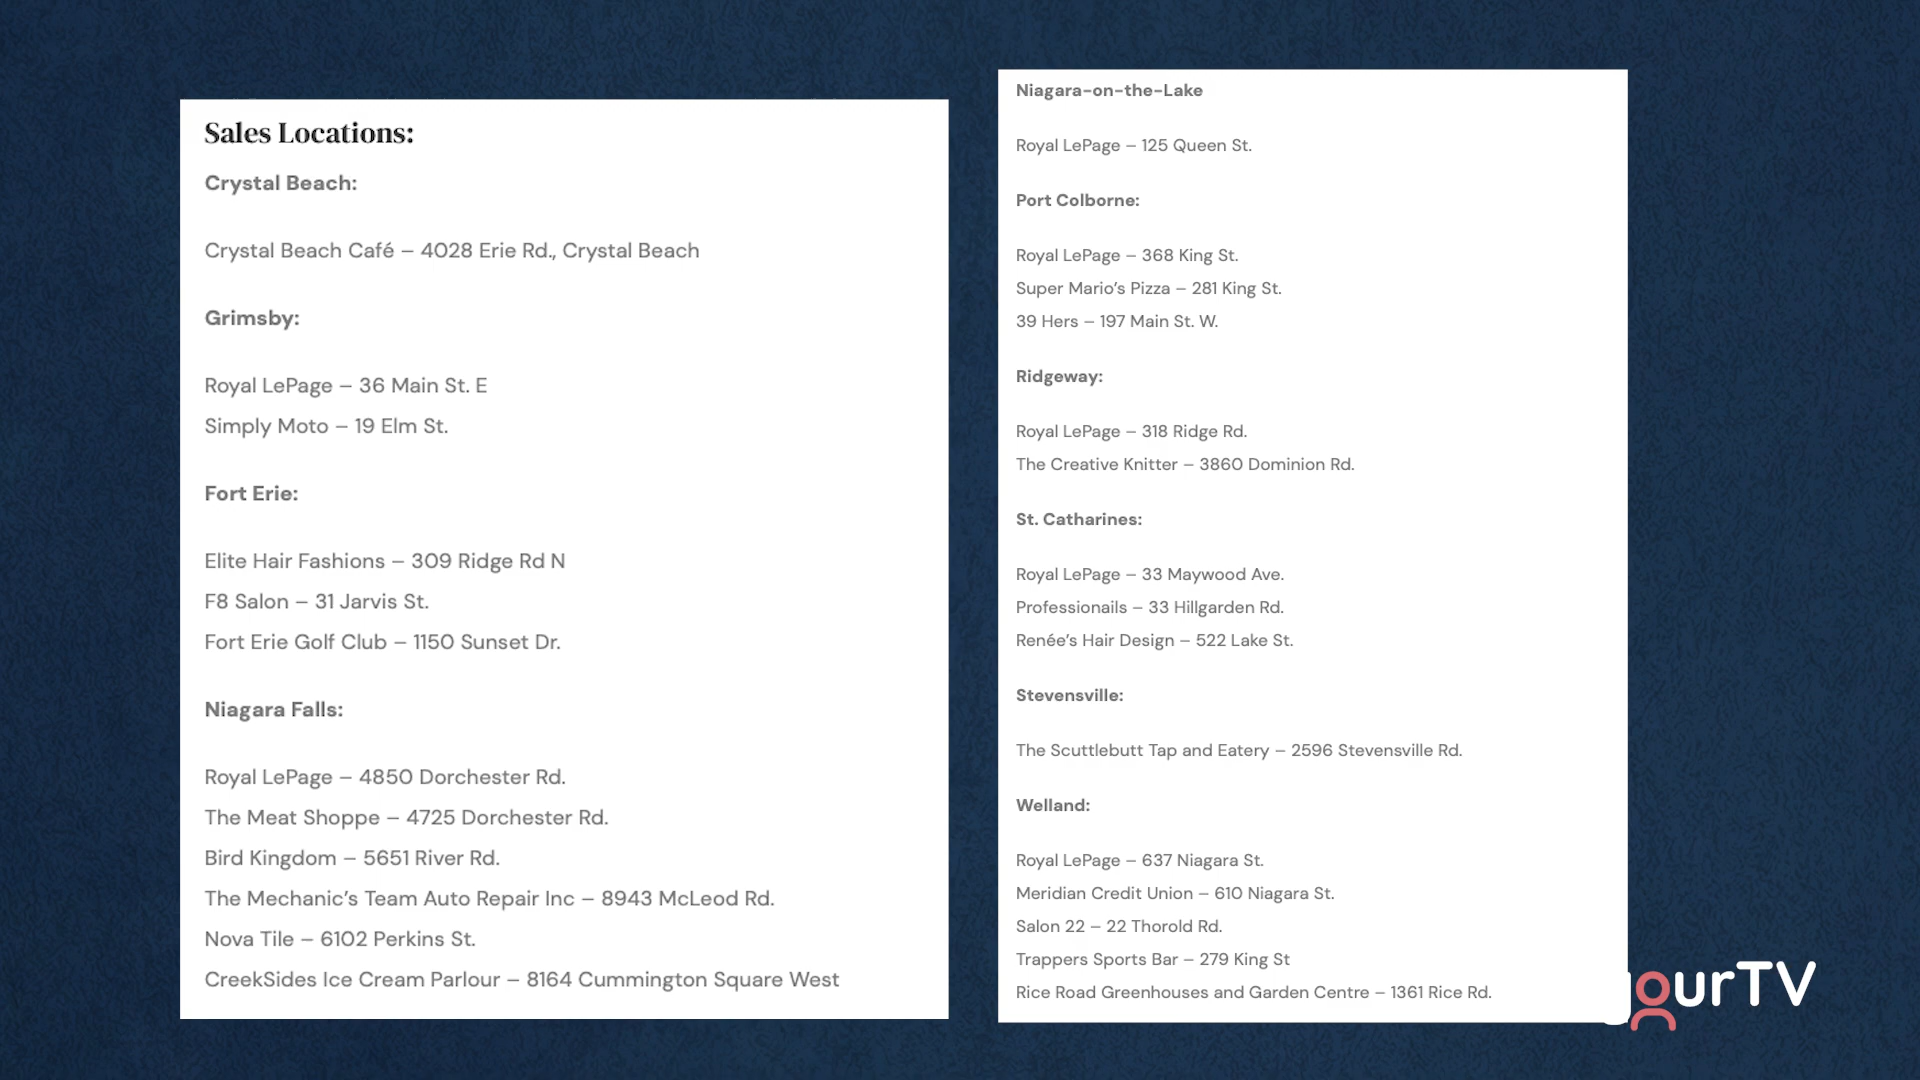 Sales Locations:
Crystal Beach:
Crystal Beach Café – 4028 Erie Rd., Crystal Beach
Grimsby:
Royal LePage – 36 Main St. E
Simply Moto – 19 Elm St.
Fort Erie:
Elite Hair Fashions – 309 Ridge Rd N
F8 Salon – 31 Jarvis St.
Fort Erie Golf Club – 1150 Sunset Dr.
Niagara Falls:
Royal LePage – 4850 Dorchester Rd.
The Meat Shoppe – 4725 Dorchester Rd.
Bird Kingdom – 5651 River Rd.
The Mechanic’s Team Auto Repair Inc – 8943 McLeod Rd.
Nova Tile – 6102 Perkins St.
CreekSides Ice Cream Parlour – 8164 Cummington Square West
Niagara-on-the-Lake
Royal LePage – 125 Queen St.
Port Colborne:
Royal LePage – 368 King St.
Super Mario’s Pizza – 281 King St.
39 Hers – 197 Main St. W.
Ridgeway:
Royal LePage – 318 Ridge Rd.
The Creative Knitter – 3860 Dominion Rd.
St. Catharines:
Royal LePage – 33 Maywood Ave.
Professionails – 33 Hillgarden Rd.
Renée’s Hair Design – 522 Lake St.
Stevensville:
The Scuttlebutt Tap and Eatery – 2596 Stevensville Rd.
Welland:
Royal LePage – 637 Niagara St.
Meridian Credit Union – 610 Niagara St.
Salon 22 – 22 Thorold Rd.
Trappers Sports Bar – 279 King St
Rice Road Greenhouses and Garden Centre – 1361 Rice Rd.
yourTV